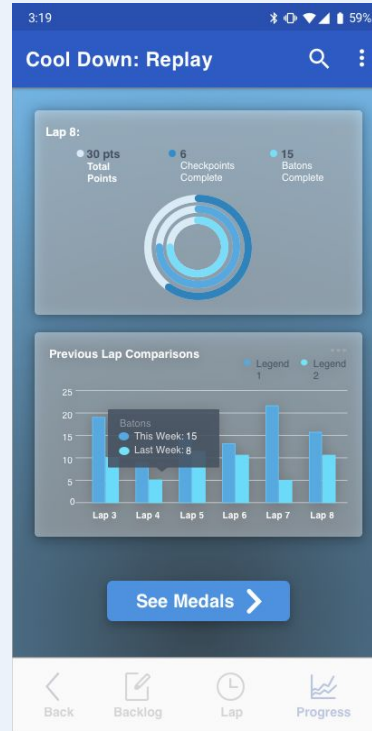 3:19 59%
Cool Down: Replay
Lap 8:
30 pts 6 15
Total Checkpoints Batons
Points Complete Complete
Previous Lap Comparisons
Legend Legend
1 2
25
20
15
10
5
0
Batons
This Week: 15
Last Week: 8
Lap 3 Lap 4 Lap 5 Lap 6 Lap 7 Lap 8
See Medals
Back Backlog Lap Progress